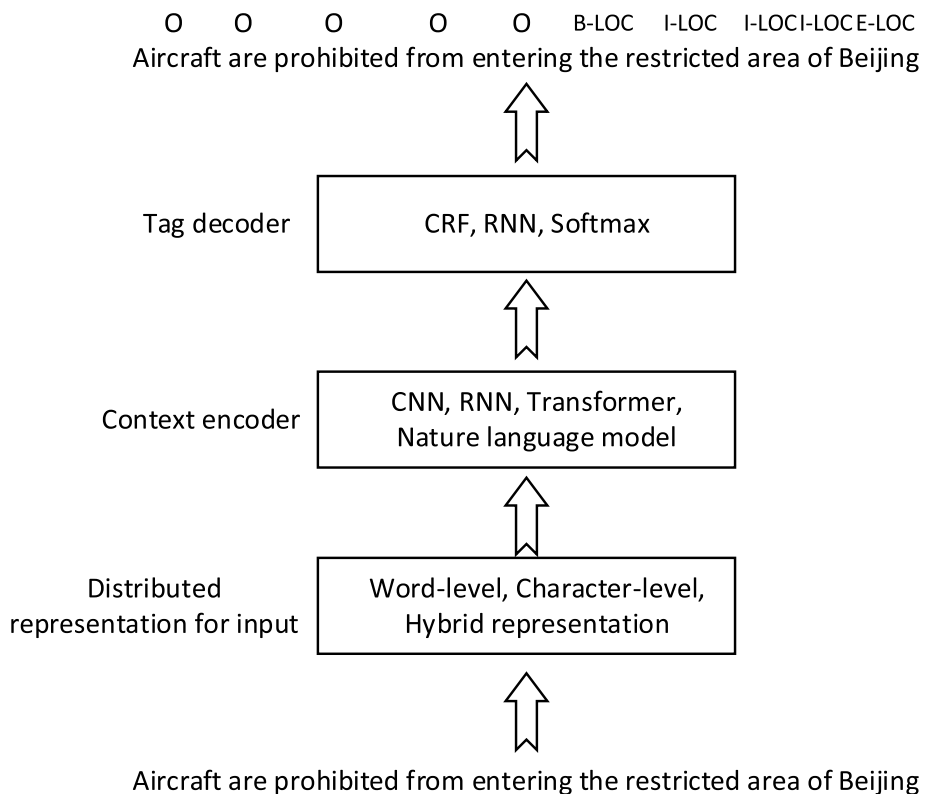 O O O O O B-LOC I-LOC I-LOC I-LOC E-LOC
Aircraft are prohibited from entering the restricted area of Beijing
Tag decoder
CRF, RNN, Softmax
Context encoder
CNN, RNN, Transformer,
Nature language model
Distributed
representation for input
Word-level, Character-level,
Hybrid representation
Aircraft are prohibited from entering the restricted area of Beijing